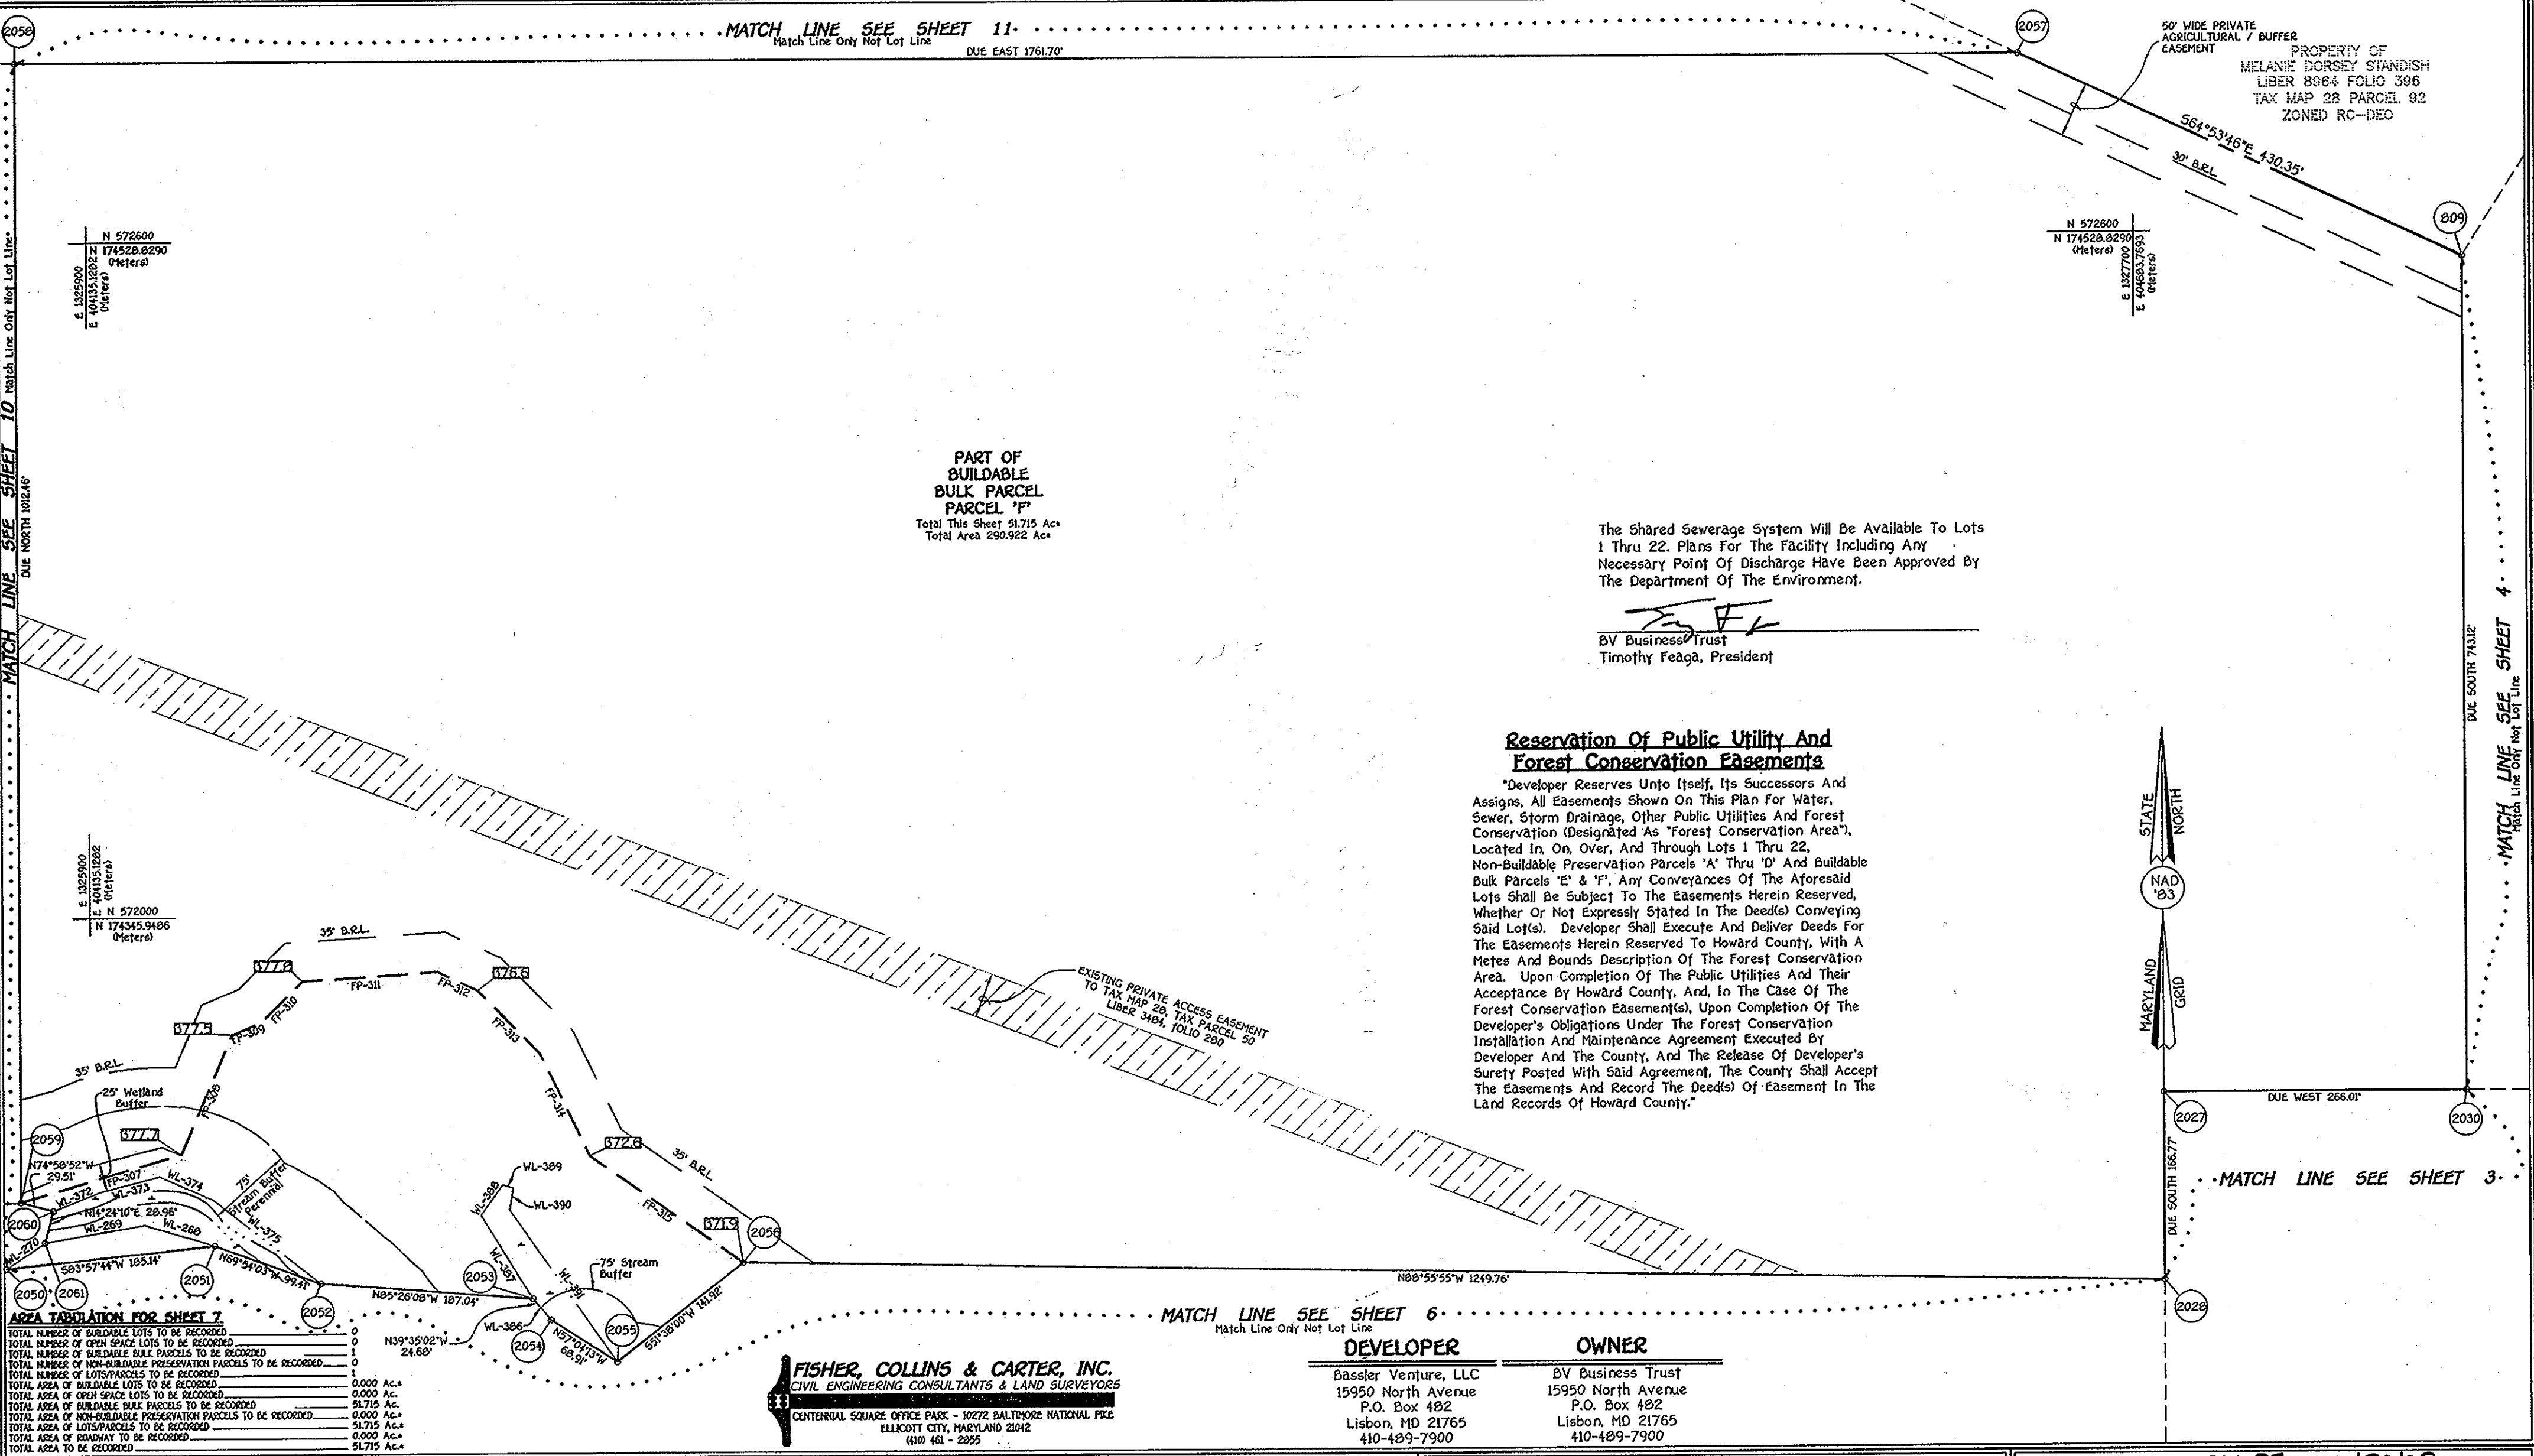 2058
MATCH LINE SEE SHEET 11
Match Line Only Not Lot Line
DUE EAST 1761.70'
2057
50' WIDE PRIVATE
AGRICULTURAL / BUFFER
EASEMENT
PROPERTY OF
MELANIE DORSEY STANDISH
LIBER 8964 FOLIO 396
TAX MAP 28 PARCEL 92
ZONED RC-DEO
S64°53'46"E 430.35'
30' B.R.L.
809
N 572600
N 174528.8290
(Meters)
E 1325900
E 404135.1282
(Meters)
N 572600
N 174528.8290
(Meters)
E 1327700
E 404683.7693
(Meters)
MATCH LINE SEE SHEET 10
Match Line Only Not Lot Line
DUE NORTH 1012.46'
PART OF
BUILDABLE
BULK PARCEL
PARCEL 'F'
Total This Sheet 51.715 Ac±
Total Area 290.922 Ac±
The Shared Sewerage System Will Be Available To Lots
1 Thru 22. Plans For The Facility Including Any
Necessary Point Of Discharge Have Been Approved By
The Department Of The Environment.
BV Business Trust
Timothy Feaga, President
DUE SOUTH 743.12'
MATCH LINE SEE SHEET 4
Match Line Only Not Lot Line
Reservation Of Public Utility And
Forest Conservation Easements
"Developer Reserves Unto Itself, Its Successors And
Assigns, All Easements Shown On This Plan For Water,
Sewer, Storm Drainage, Other Public Utilities And Forest
Conservation (Designated As "Forest Conservation Area"),
Located In, On, Over, And Through Lots 1 Thru 22,
Non-Buildable Preservation Parcels 'A' Thru 'D' And Buildable
Bulk Parcels 'E' & 'F', Any Conveyances Of The Aforesaid
Lots Shall Be Subject To The Easements Herein Reserved,
Whether Or Not Expressly Stated In The Deed(s) Conveying
Said Lot(s). Developer Shall Execute And Deliver Deeds For
The Easements Herein Reserved To Howard County, With A
Metes And Bounds Description Of The Forest Conservation
Area. Upon Completion Of The Public Utilities And Their
Acceptance By Howard County, And, In The Case Of The
Forest Conservation Easement(s), Upon Completion Of The
Developer's Obligations Under The Forest Conservation
Installation And Maintenance Agreement Executed By
Developer And The County, And The Release Of Developer's
Surety Posted With Said Agreement, The County Shall Accept
The Easements And Record The Deed(s) Of Easement In The
Land Records Of Howard County."
STATE
NORTH
NAD
'83
MARYLAND
GRID
E 1325900
E 404135.1282
(Meters)
N 572000
N 174345.9486
(Meters)
35' B.R.L.
377.8
376.6
FP-311
FP-312
FP-310
377.5
FP-309
FP-313
EXISTING PRIVATE ACCESS EASEMENT
TO TAX MAP 28, TAX PARCEL 50
LIBER 3484, FOLIO 280
35' B.R.L.
25' Wetland
Buffer
FP-308
FP-314
377.7
372.6
35' B.R.L.
2059
N74°58'52"W
29.51'
FP-307
WL-372
WL-373
WL-374
75'
Stream Buffer
Perennial
N14°24'10"E 20.96'
WL-269
WL-268
WL-375
2060
WL-270
S83°57'44"W 185.14'
N69°54'03"W 99.41'
2050
2061
2051
2052
N85°26'08"W 187.04'
2053
WL-389
WL-388
WL-390
WL-387
WL-391
75' Stream
Buffer
FP-315
371.9
2056
WL-386
N39°35'02"W
24.68'
2054
N57°04'13"W
68.91'
2055
S51°38'00"W 141.92'
N88°55'55"W 1249.76'
DUE WEST 266.01'
2027
2030
DUE SOUTH 166.77'
MATCH LINE SEE SHEET 3
2028
MATCH LINE SEE SHEET 6
Match Line Only Not Lot Line
AREA TABULATION FOR SHEET 7
TOTAL NUMBER OF BUILDABLE LOTS TO BE RECORDED 0
TOTAL NUMBER OF OPEN SPACE LOTS TO BE RECORDED 0
TOTAL NUMBER OF BUILDABLE BULK PARCELS TO BE RECORDED 1
TOTAL NUMBER OF NON-BUILDABLE PRESERVATION PARCELS TO BE RECORDED 0
TOTAL NUMBER OF LOTS/PARCELS TO BE RECORDED 1
TOTAL AREA OF BUILDABLE LOTS TO BE RECORDED 0.000 Ac.±
TOTAL AREA OF OPEN SPACE LOTS TO BE RECORDED 0.000 Ac.
TOTAL AREA OF BUILDABLE BULK PARCELS TO BE RECORDED 51.715 Ac.
TOTAL AREA OF NON-BUILDABLE PRESERVATION PARCELS TO BE RECORDED 0.000 Ac.±
TOTAL AREA OF LOTS/PARCELS TO BE RECORDED 51.715 Ac.±
TOTAL AREA OF ROADWAY TO BE RECORDED 0.000 Ac.±
TOTAL AREA TO BE RECORDED 51.715 Ac.±
FISHER, COLLINS & CARTER, INC.
CIVIL ENGINEERING CONSULTANTS & LAND SURVEYORS
CENTENNIAL SQUARE OFFICE PARK - 10272 BALTIMORE NATIONAL PIKE
ELLICOTT CITY, MARYLAND 21042
(410) 461 - 2855
DEVELOPER
Bassler Venture, LLC
15950 North Avenue
P.O. Box 482
Lisbon, MD 21765
410-489-7900
OWNER
BV Business Trust
15950 North Avenue
P.O. Box 482
Lisbon, MD 21765
410-489-7900